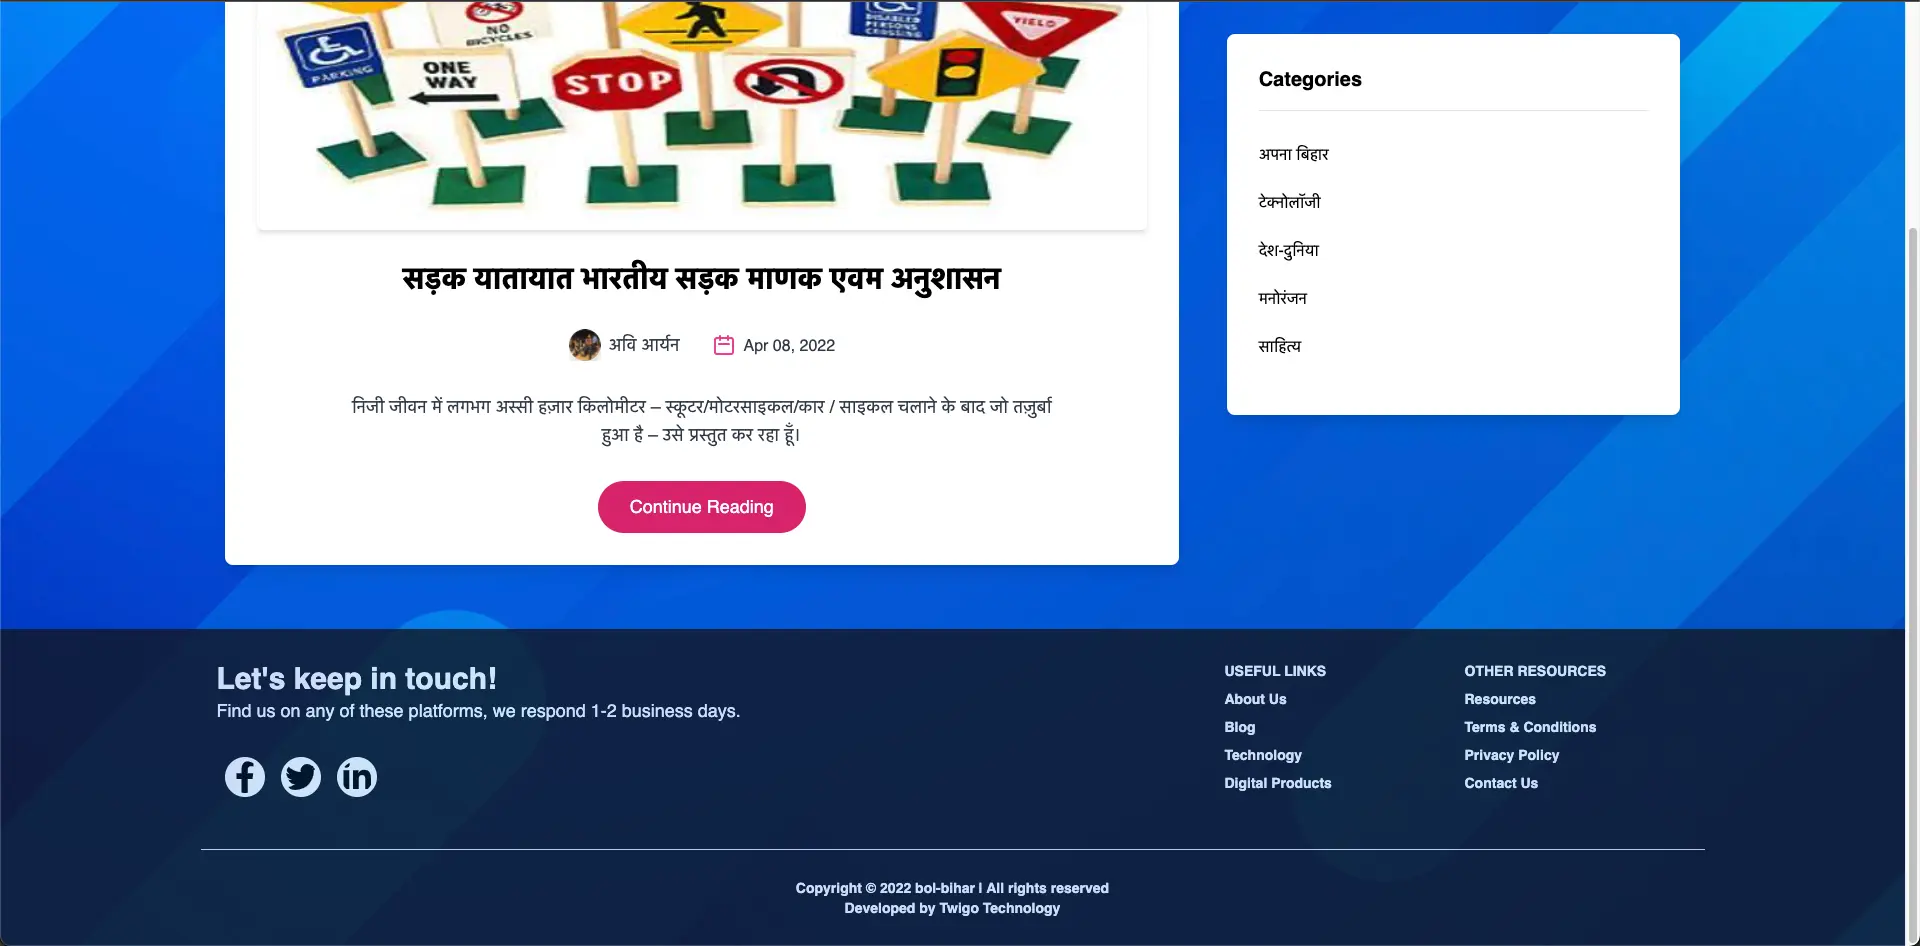 NO
BICYCLES
DISABLED
PERSONS
CROSSING
YIELD
PARKING
ONE
WAY
STOP
सड़क यातायात भारतीय सड़क माणक एवम अनुशासन
अवि आर्यन Apr 08, 2022
निजी जीवन में लगभग अस्सी हज़ार किलोमीटर – स्कूटर/मोटरसाइकल/कार / साइकल चलाने के बाद जो तज़ुर्बा
हुआ है – उसे प्रस्तुत कर रहा हूँ।
Continue Reading
Categories
अपना बिहार
टेक्नोलॉजी
देश-दुनिया
मनोरंजन
साहित्य
Let's keep in touch!
Find us on any of these platforms, we respond 1-2 business days.
USEFUL LINKS
About Us
Blog
Technology
Digital Products
OTHER RESOURCES
Resources
Terms & Conditions
Privacy Policy
Contact Us
Copyright © 2022 bol-bihar | All rights reserved
Developed by Twigo Technology